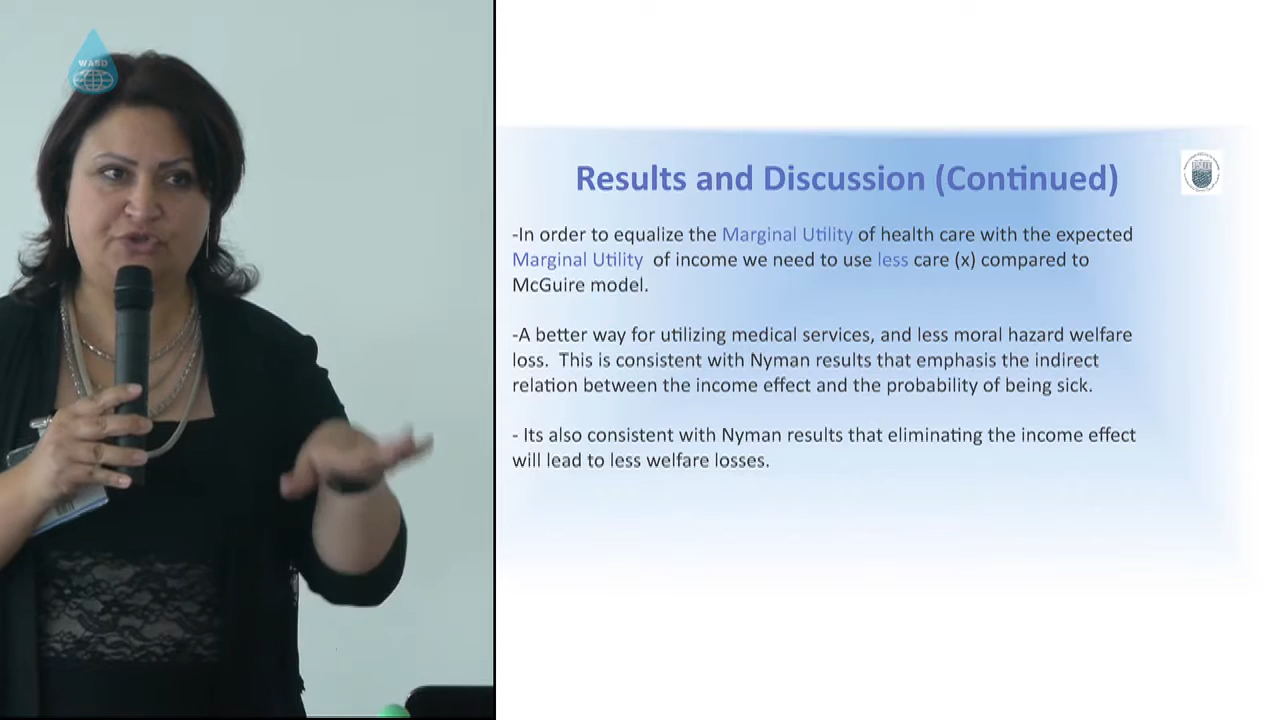 WASD
Results and Discussion (Continued)
-In order to equalize the Marginal Utility of health care with the expected
Marginal Utility of income we need to use less care (x) compared to
McGuire model.
-A better way for utilizing medical services, and less moral hazard welfare
loss. This is consistent with Nyman results that emphasis the indirect
relation between the income effect and the probability of being sick.
- Its also consistent with Nyman results that eliminating the income effect
will lead to less welfare losses.